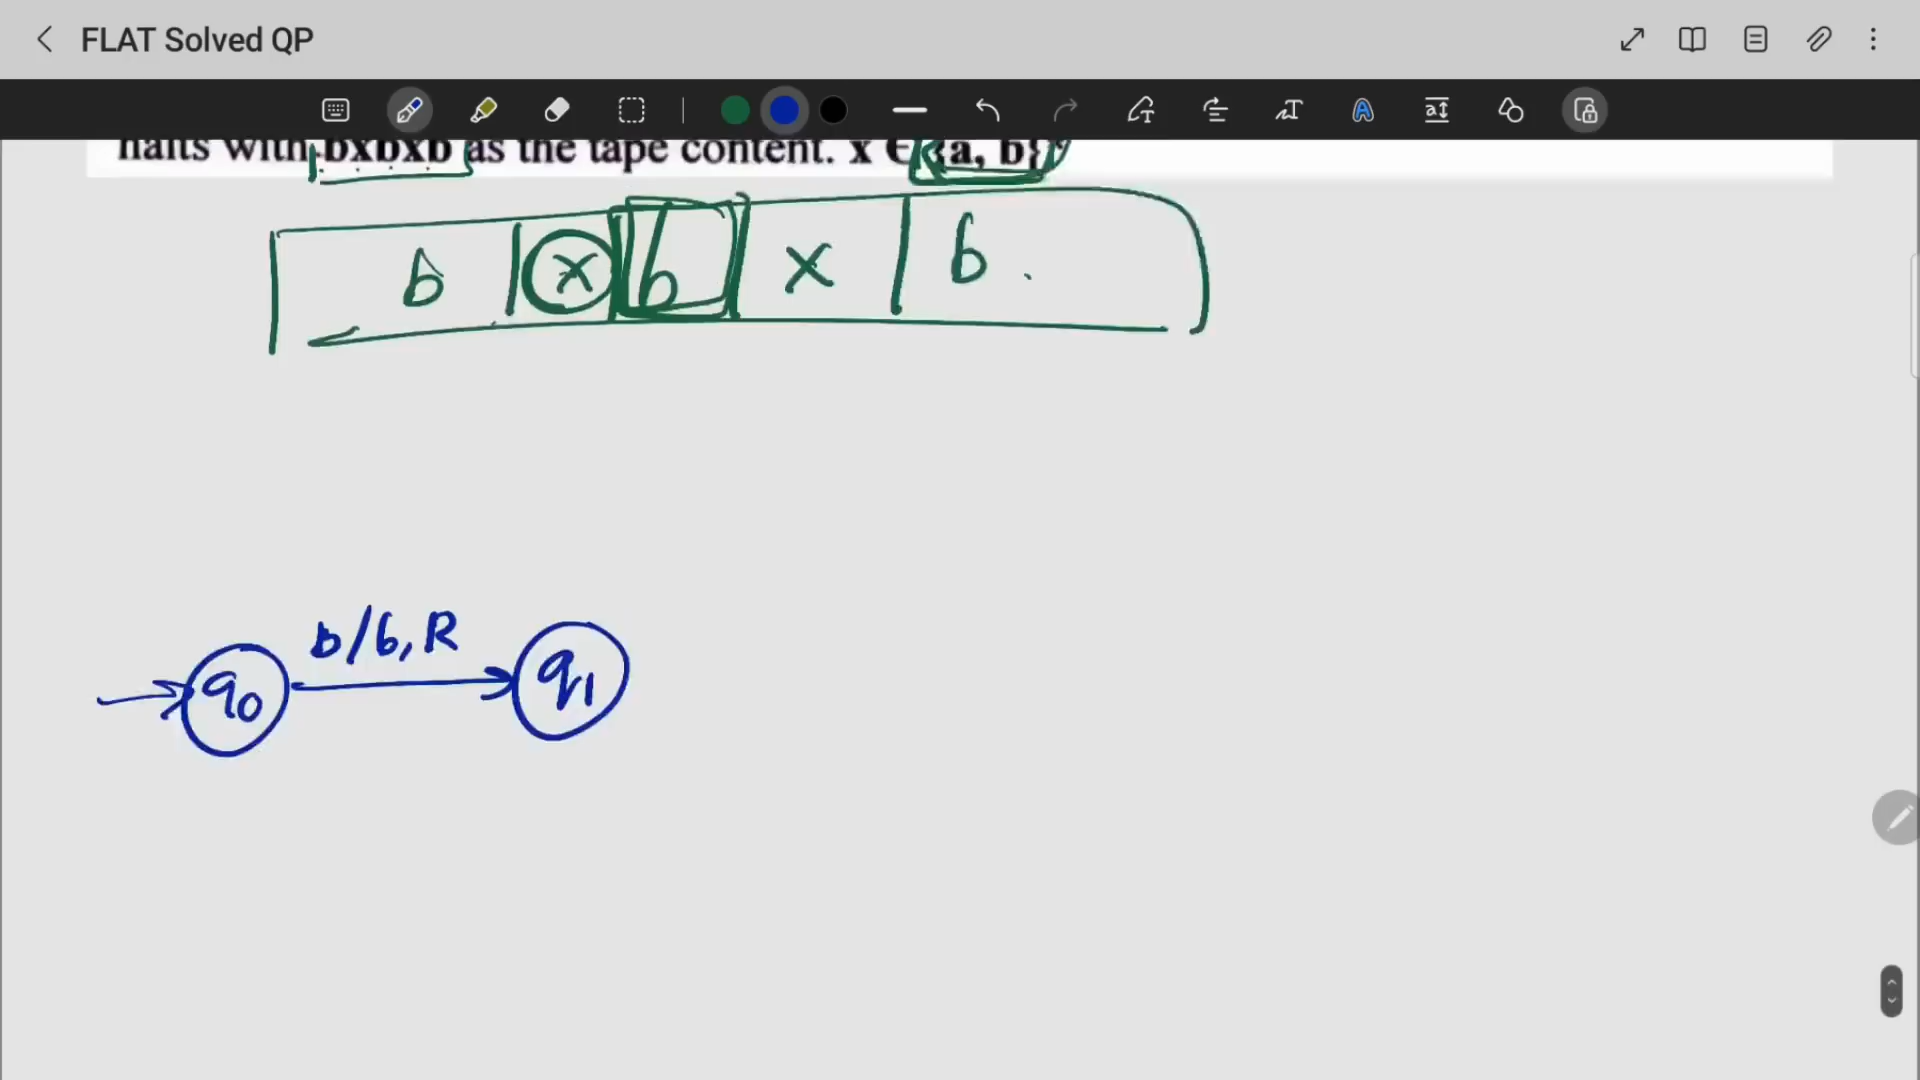 FLAT Solved QP
halts with bxbxb as the tape content. x ∈ {a, b}
b x b x b .
b/b, R
q0 q1